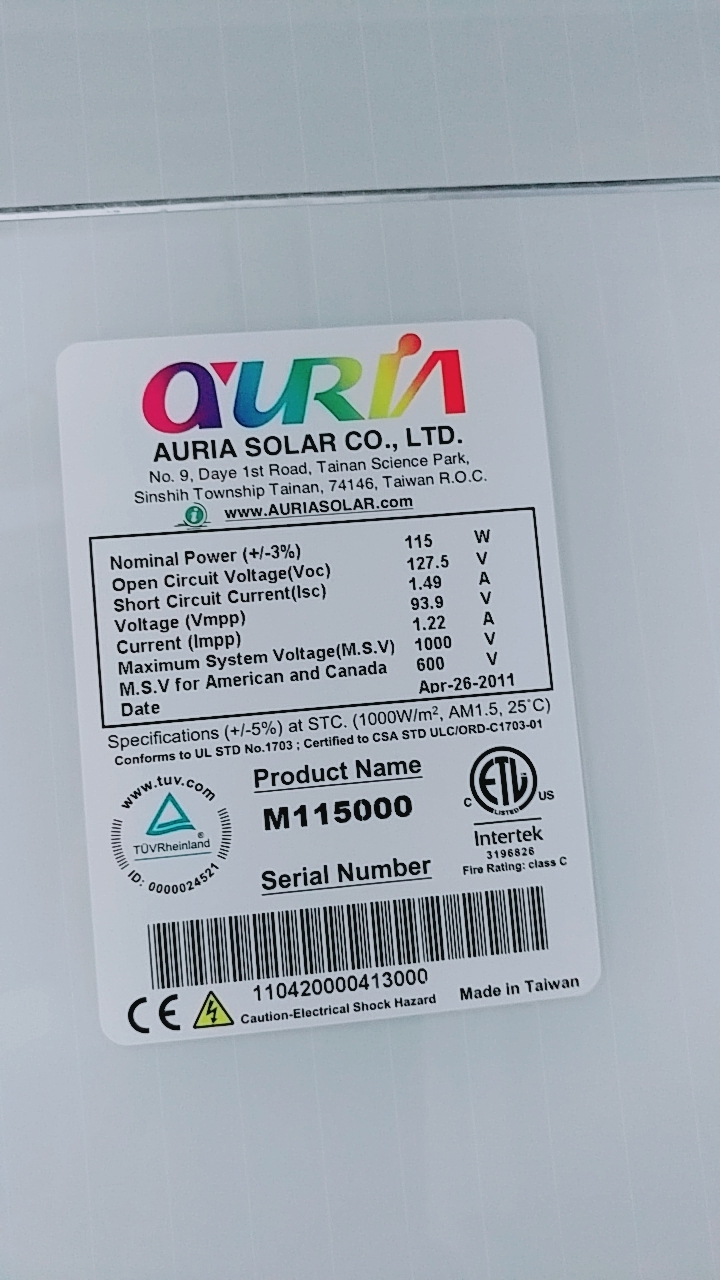 aURIA
AURIA SOLAR CO., LTD.
No. 9, Daye 1st Road, Tainan Science Park,
Sinshih Township Tainan, 74146, Taiwan R.O.C.
www.AURIASOLAR.com
Nominal Power (+/-3%) 115 W
Open Circuit Voltage(Voc) 127.5 V
Short Circuit Current(Isc) 1.49 A
Voltage (Vmpp) 93.9 V
Current (Impp) 1.22 A
Maximum System Voltage(M.S.V) 1000 V
M.S.V for American and Canada 600 V
Date Apr-26-2011
Specifications (+/-5%) at STC. (1000W/m², AM1.5, 25°C)
Conforms to UL STD No.1703 ; Certified to CSA STD ULC/ORD-C1703-01
www.tuv.com
TÜVRheinland®
ID: 0000024521
Product Name
M115000
Serial Number
ETL
C LISTED US
Intertek
3196826
Fire Rating: class C
110420000413000
CE Caution-Electrical Shock Hazard Made in Taiwan